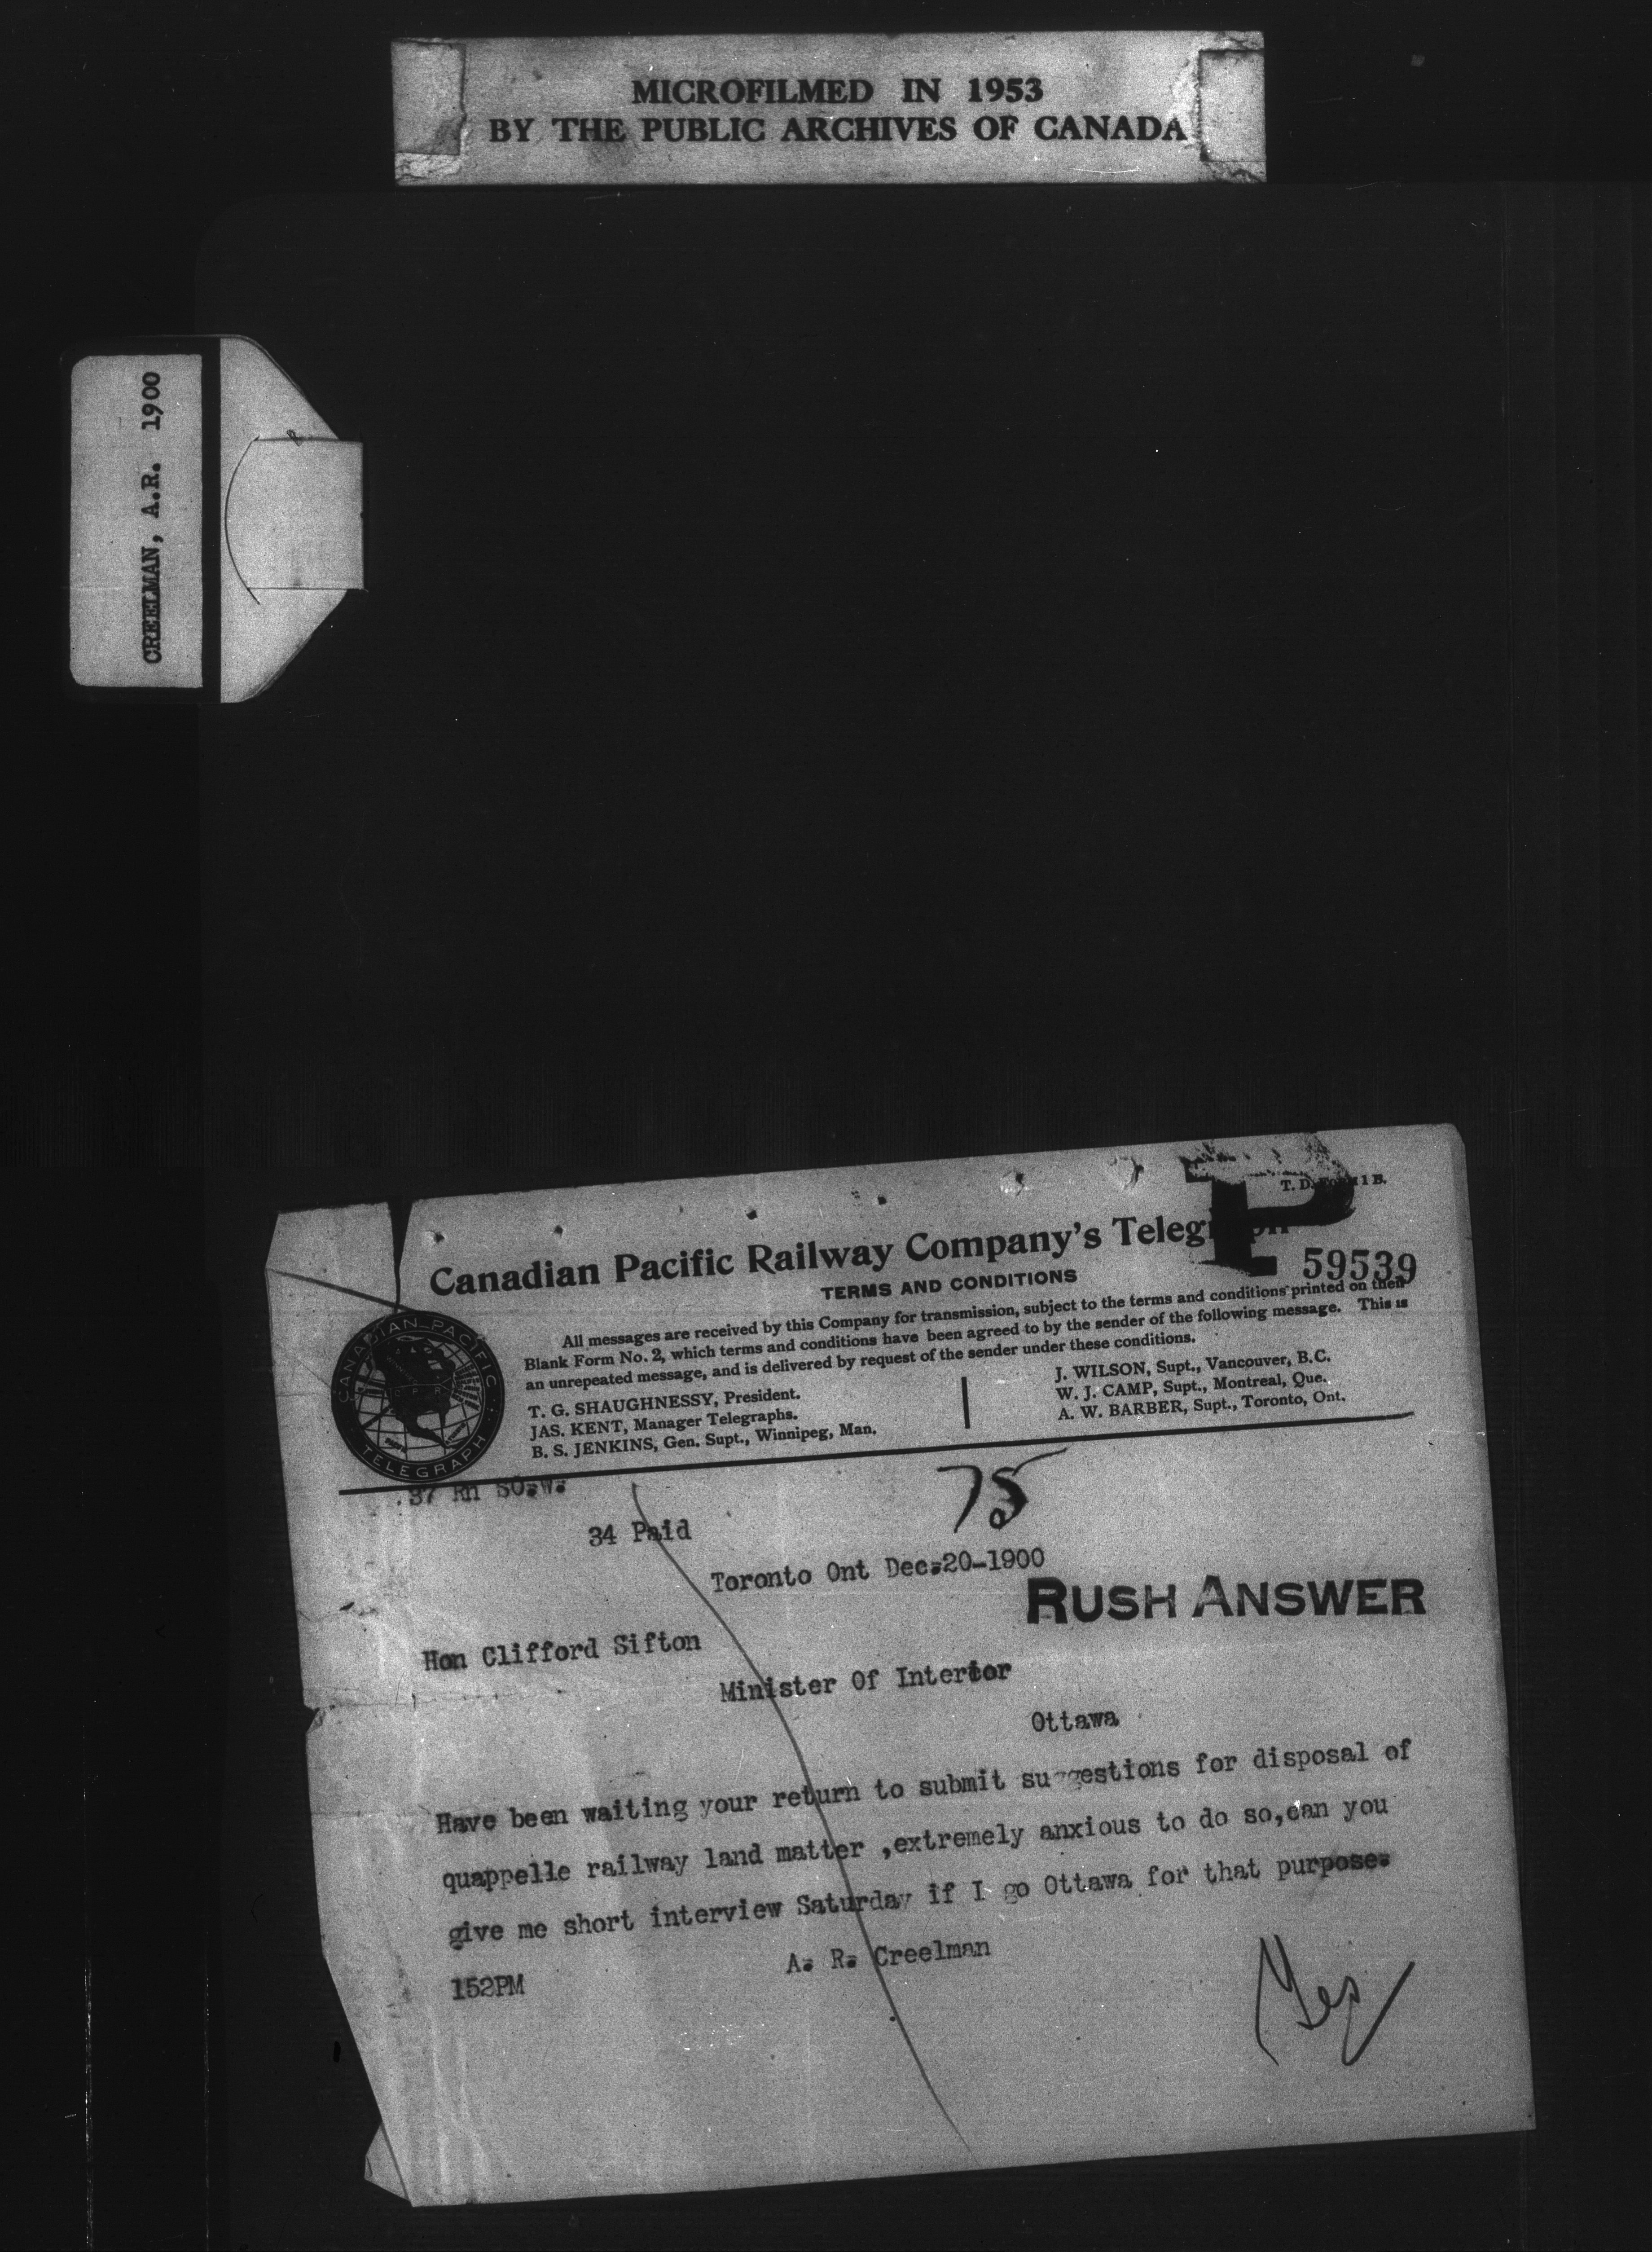 MICROFILMED IN 1953
BY THE PUBLIC ARCHIVES OF CANADA
CREELMAN, A.R. 1900
T. D. Form 1 B.
Canadian Pacific Railway Company's Telegraph
P
59539
TERMS AND CONDITIONS
All messages are received by this Company for transmission, subject to the terms and conditions printed on their
Blank Form No. 2, which terms and conditions have been agreed to by the sender of the following message. This is
an unrepeated message, and is delivered by request of the sender under these conditions.
T. G. SHAUGHNESSY, President.
JAS. KENT, Manager Telegraphs.
B. S. JENKINS, Gen. Supt., Winnipeg, Man.
J. WILSON, Supt., Vancouver, B.C.
W. J. CAMP, Supt., Montreal, Que.
A. W. BARBER, Supt., Toronto, Ont.
CANADIAN PACIFIC
TELEGRAPH
37 Rn SO.W.
75
34 Paid
Toronto Ont Dec.20-1900
RUSH ANSWER
Hon Clifford Sifton
Minister Of Interior
Ottawa
Have been waiting your return to submit suggestions for disposal of
quappelle railway land matter ,extremely anxious to do so,can you
give me short interview Saturday if I go Ottawa for that purpose.
A. R. Creelman
152PM
Yes